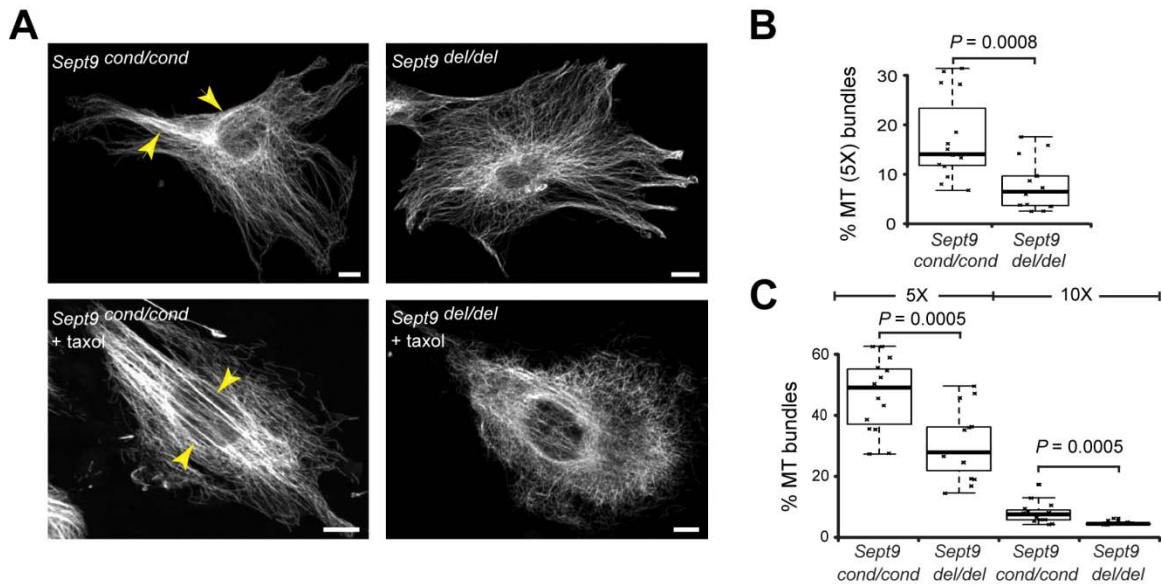 A
Sept9 cond/cond
Sept9 del/del
Sept9 cond/cond
+ taxol
Sept9 del/del
+ taxol
B
P = 0.0008
30
20
10
0
% MT (5X) bundles
Sept9
cond/cond
Sept9
del/del
C
5X
10X
P = 0.0005
P = 0.0005
60
40
20
0
% MT bundles
Sept9
cond/cond
Sept9
del/del
Sept9
cond/cond
Sept9
del/del